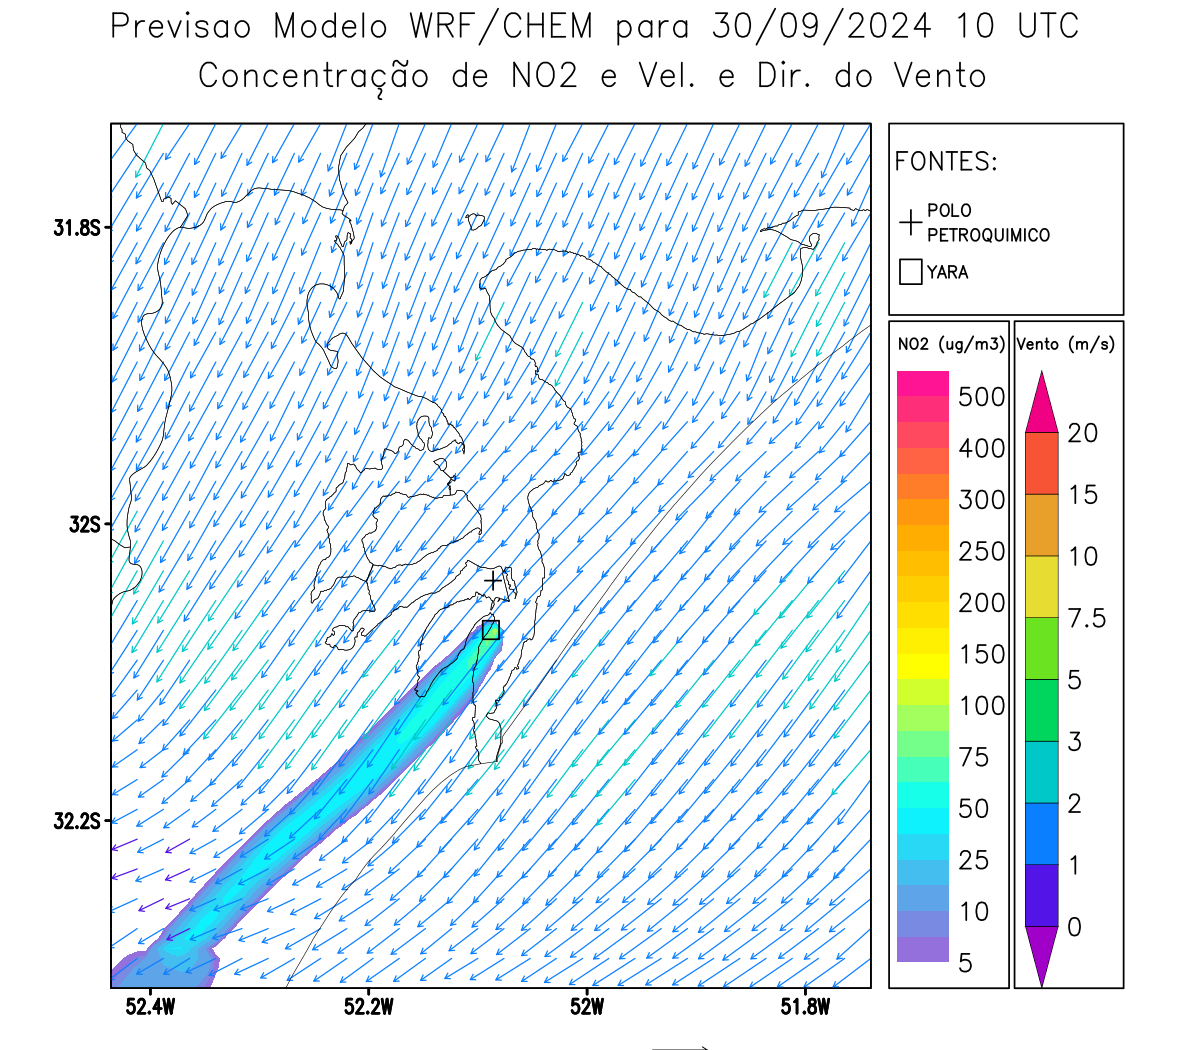 Previsao Modelo WRF/CHEM para 30/09/2024 10 UTC
Concentração de NO2 e Vel. e Dir. do Vento
FONTES:
POLO
PETROQUIMICO
YARA
NO2 (ug/m3)
500
400
300
250
200
150
100
75
50
25
10
5
Vento (m/s)
20
15
10
7.5
5
3
2
1
0
31.8S
32S
32.2S
52.4W
52.2W
52W
51.8W